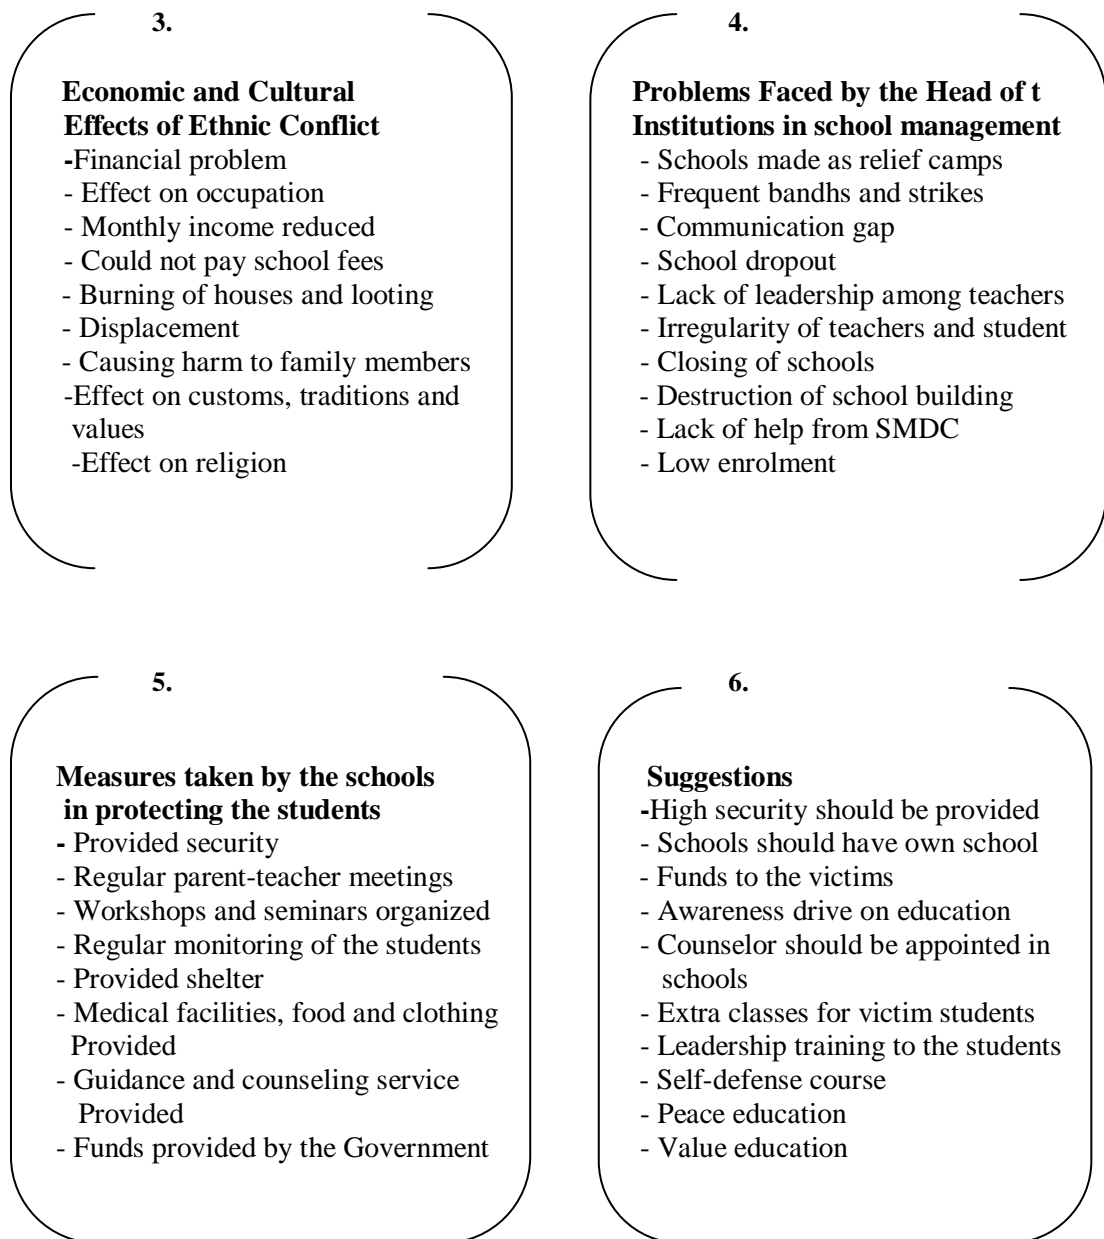 3.
Economic and Cultural
Effects of Ethnic Conflict
-Financial problem
- Effect on occupation
- Monthly income reduced
- Could not pay school fees
- Burning of houses and looting
- Displacement
- Causing harm to family members
-Effect on customs, traditions and
values
-Effect on religion
4.
Problems Faced by the Head of t
Institutions in school management
- Schools made as relief camps
- Frequent bandhs and strikes
- Communication gap
- School dropout
- Lack of leadership among teachers
- Irregularity of teachers and student
- Closing of schools
- Destruction of school building
- Lack of help from SMDC
- Low enrolment
5.
Measures taken by the schools
in protecting the students
- Provided security
- Regular parent-teacher meetings
- Workshops and seminars organized
- Regular monitoring of the students
- Provided shelter
- Medical facilities, food and clothing
Provided
- Guidance and counseling service
Provided
- Funds provided by the Government
6.
Suggestions
-High security should be provided
- Schools should have own school
- Funds to the victims
- Awareness drive on education
- Counselor should be appointed in
schools
- Extra classes for victim students
- Leadership training to the students
- Self-defense course
- Peace education
- Value education